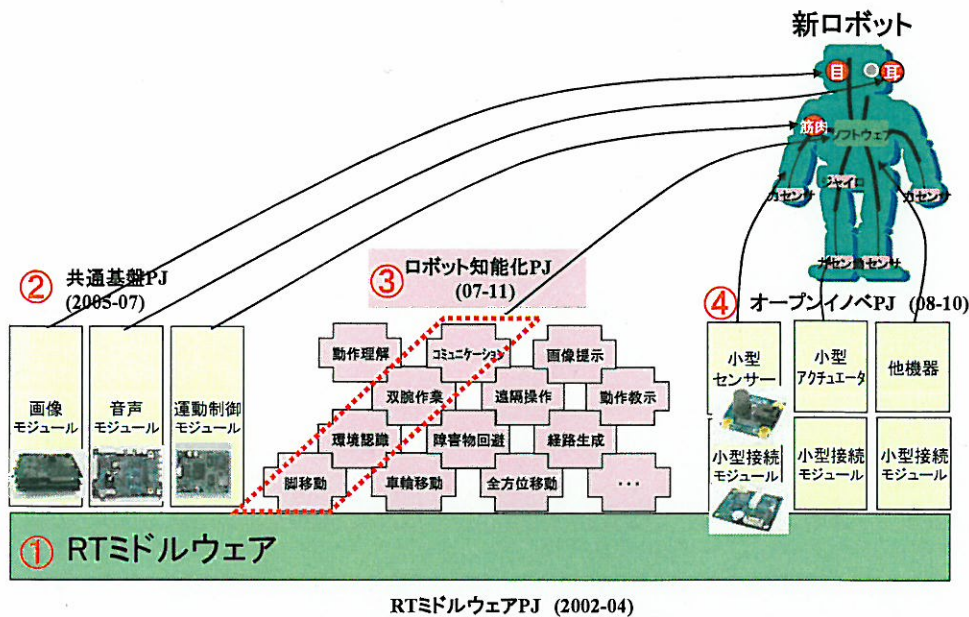 新ロボット
目
耳
筋肉
ソフトウェア
ジャイロ
力センサ
力センサ
② 共通基盤PJ
(2005-07)
③ ロボット知能化PJ
(07-11)
④ オープンイノベPJ (08-10)
画像
モジュール
音声
モジュール
運動制御
モジュール
動作理解
コミュニケーション
画像提示
双腕作業
遠隔操作
動作教示
環境認識
障害物回避
経路生成
脚移動
車輪移動
全方位移動
・・・
小型
センサー
小型
アクチュエータ
他機器
小型接続
モジュール
小型接続
モジュール
小型接続
モジュール
① RTミドルウェア
RTミドルウェアPJ (2002-04)